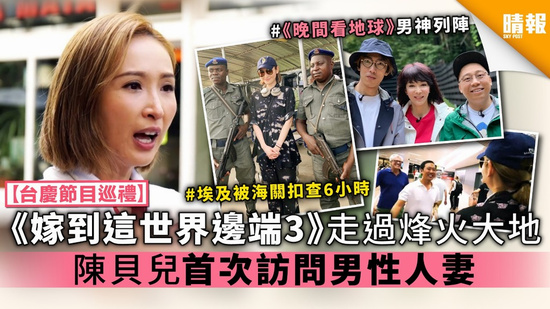 #《晚間看地球》男神列陣
晴報
SKY POST
【台慶節目巡禮】
#埃及被海關扣查6小時
《嫁到這世界邊端3》走過烽火大地
陳貝兒首次訪問男性人妻